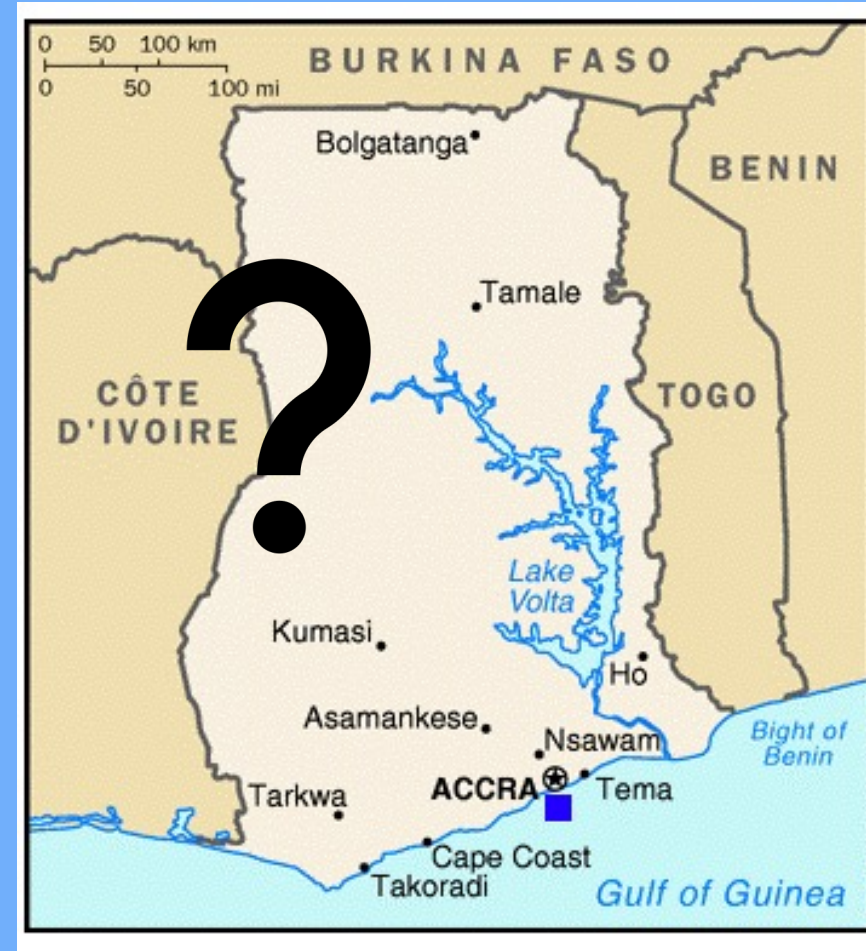 0 50 100 km
0 50 100 mi
BURKINA FASO
Bolgatanga
BENIN
Tamale
CÔTE
D'IVOIRE
TOGO
?
Lake
Volta
Kumasi
Ho
Asamankese
Nsawam
Bight of
Benin
ACCRA
Tema
Tarkwa
Cape Coast
Takoradi
Gulf of Guinea